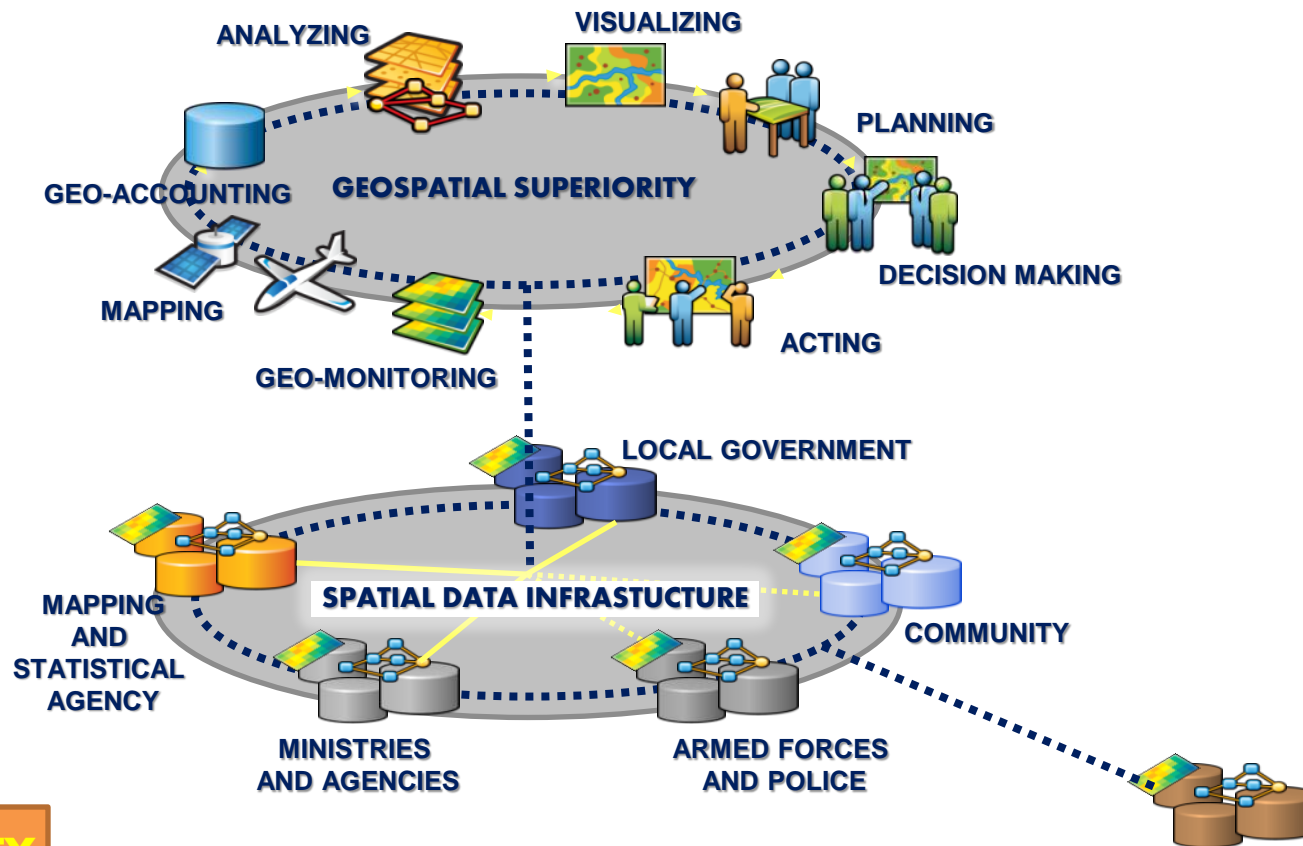 VISUALIZING
ANALYZING
PLANNING
GEO-ACCOUNTING
GEOSPATIAL SUPERIORITY
DECISION MAKING
MAPPING
ACTING
GEO-MONITORING
LOCAL GOVERNMENT
SPATIAL DATA INFRASTUCTURE
MAPPING
AND
STATISTICAL
AGENCY
COMMUNITY
MINISTRIES
AND AGENCIES
ARMED FORCES
AND POLICE